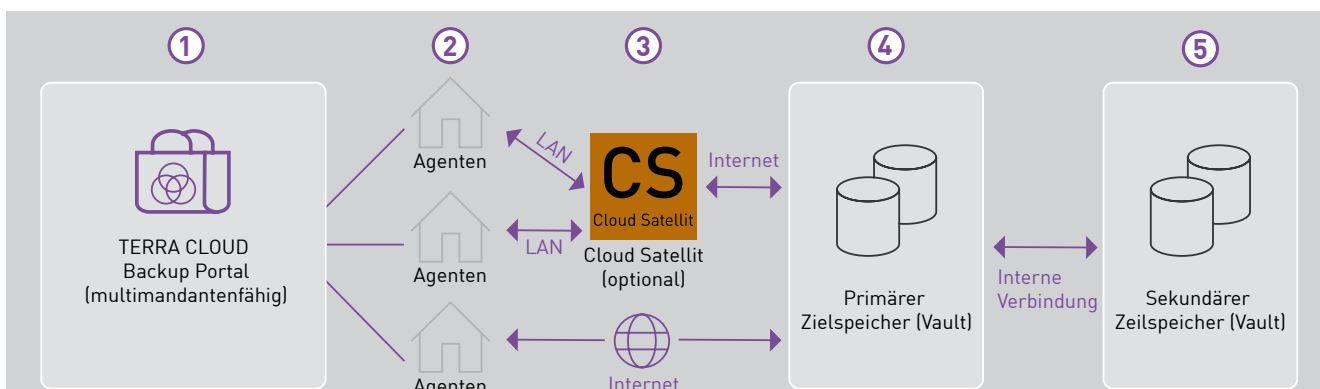 1
2
3
4
5
TERRA CLOUD
Backup Portal
(multimandantenfähig)
Agenten
LAN
Agenten
LAN
Agenten
CS
Cloud Satellit
Cloud Satellit
(optional)
Internet
Internet
Primärer
Zielspeicher (Vault)
Interne
Verbindung
Sekundärer
Zeilspeicher (Vault)